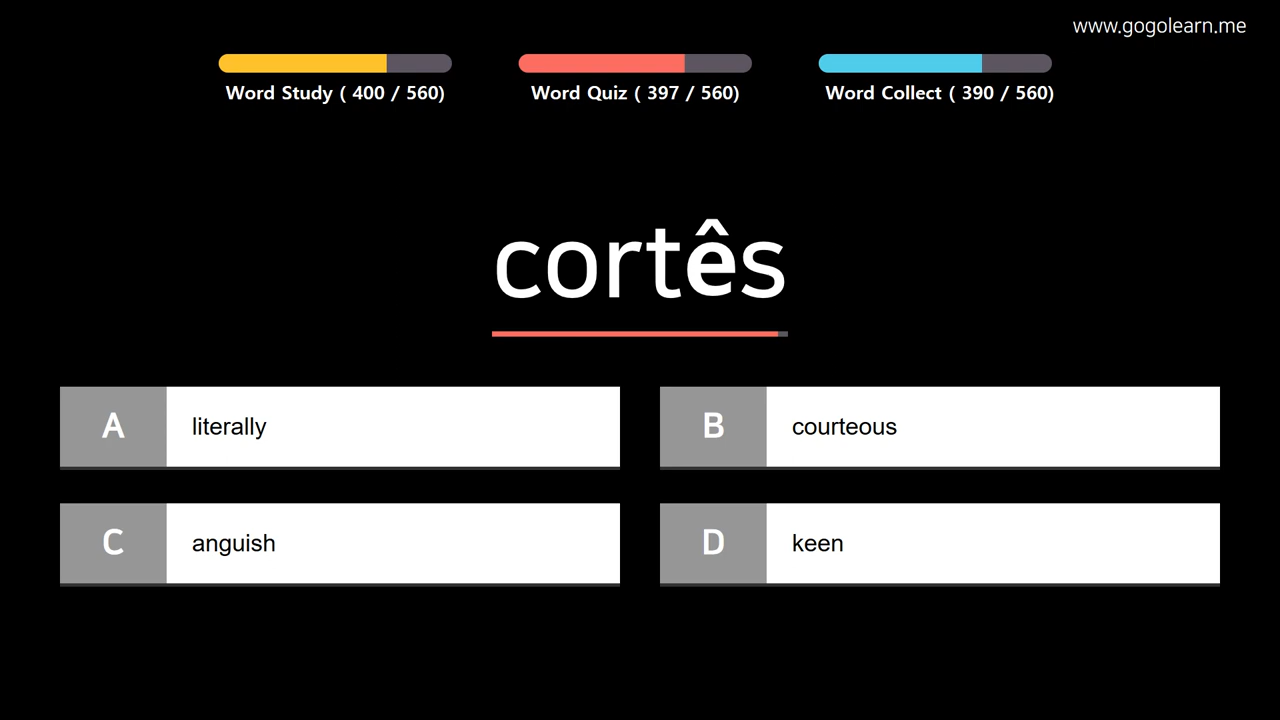 www.gogolearn.me
Word Study ( 400 / 560)
Word Quiz ( 397 / 560)
Word Collect ( 390 / 560)
cortês
A literally
B courteous
C anguish
D keen